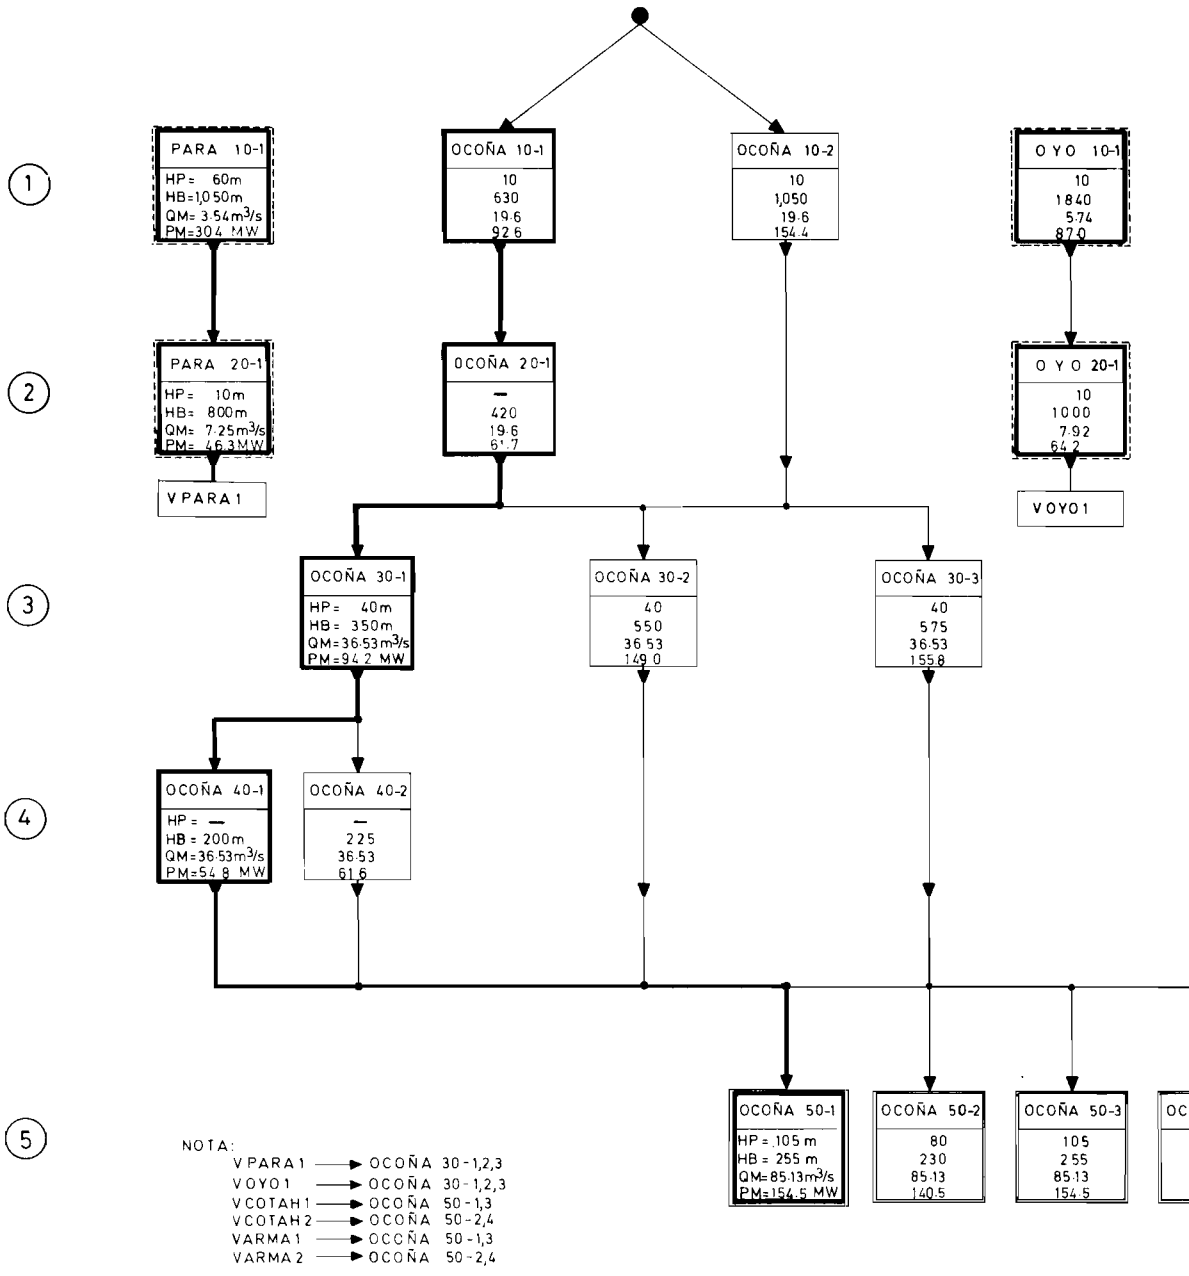 1
PARA 10-1
HP= 60m
HB=1,050m
QM= 3.54m³/s
PM=30.4 MW
OCOÑA 10-1
10
630
19.6
92.6
OCOÑA 10-2
10
1,050
19.6
154.4
OYO 10-1
10
1840
5.74
87.0
2
PARA 20-1
HP= 10m
HB= 800m
QM= 7.25m³/s
PM= 46.3MW
VPARA1
OCOÑA 20-1
—
420
19.6
61.7
OYO 20-1
10
1000
7.92
64.2
VOYO1
3
OCOÑA 30-1
HP= 40m
HB= 350m
QM=36.53m³/s
PM=94.2 MW
OCOÑA 30-2
40
550
36.53
149.0
OCOÑA 30-3
40
575
36.53
155.8
4
OCOÑA 40-1
HP= —
HB = 200m
QM=36.53m³/s
PM=54.8 MW
OCOÑA 40-2
—
225
36.53
61.6
5
OCOÑA 50-1
HP = 105 m
HB = 255 m
QM=85.13m³/s
PM=154.5 MW
OCOÑA 50-2
80
230
85.13
140.5
OCOÑA 50-3
105
255
85.13
154.5
OC
NOTA:
VPARA1 → OCOÑA 30-1,2,3
VOYO1 → OCOÑA 30-1,2,3
VCOTAH1 → OCOÑA 50-1,3
VCOTAH2 → OCOÑA 50-2,4
VARMA1 → OCOÑA 50-1,3
VARMA2 → OCOÑA 50-2,4